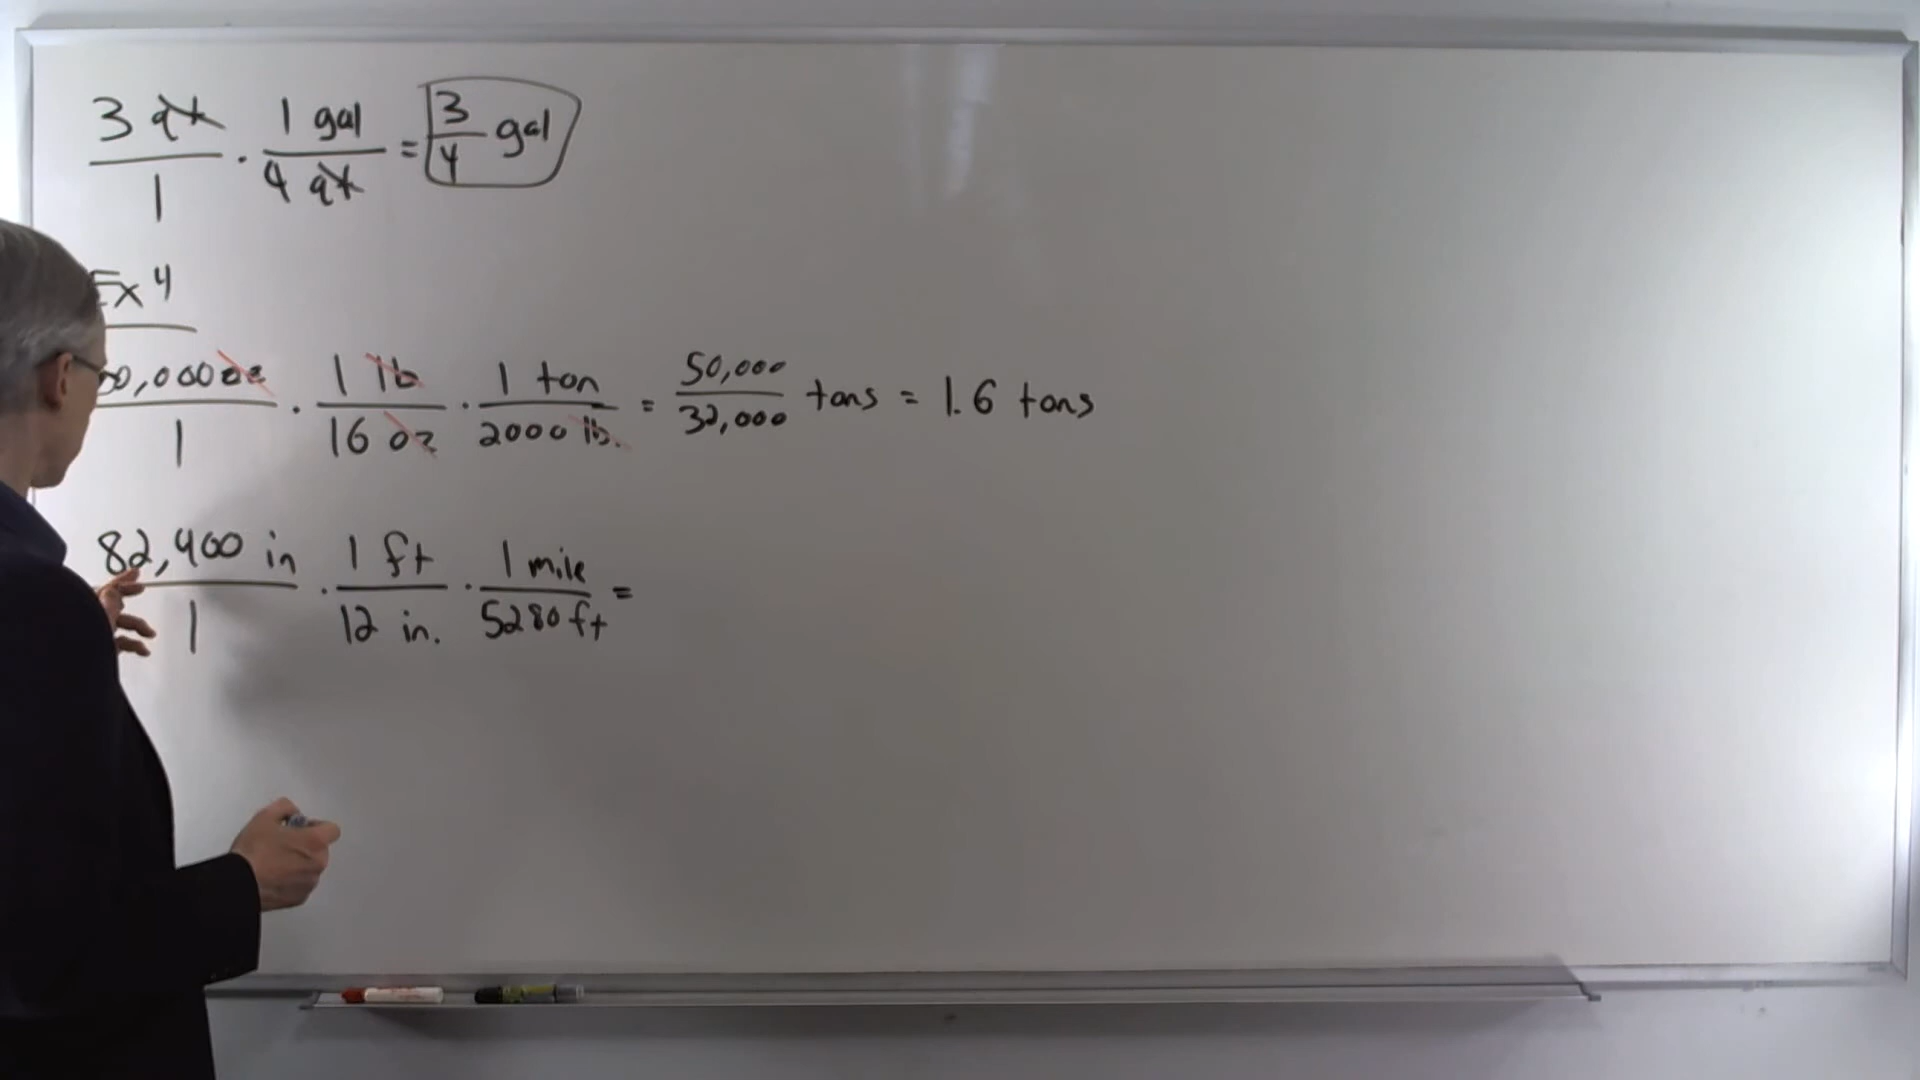 3 qt / 1 · 1 gal / 4 qt = 3/4 gal
Ex 4
0,000 oz / 1 · 1 lb / 16 oz · 1 ton / 2000 lb. = 50,000 / 32,000 tons = 1.6 tons
82,400 in / 1 · 1 ft / 12 in. · 1 mile / 5280 ft =